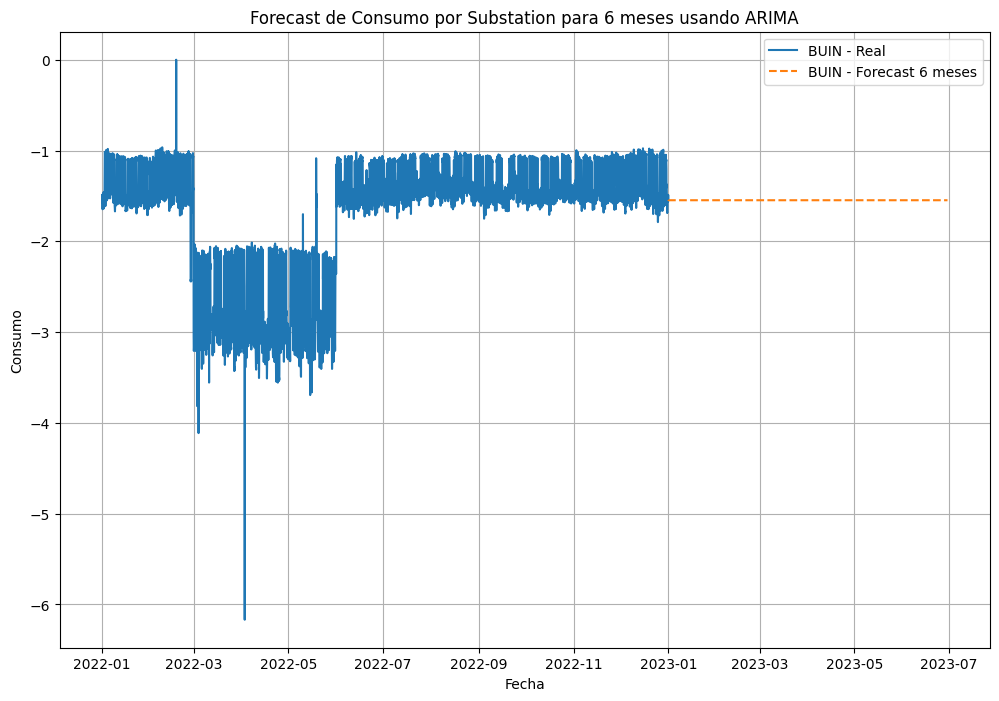 Forecast de Consumo por Substation para 6 meses usando ARIMA
BUIN - Real
BUIN - Forecast 6 meses
0
−1
−2
−3
−4
−5
−6
Consumo
2022-01 2022-03 2022-05 2022-07 2022-09 2022-11 2023-01 2023-03 2023-05 2023-07
Fecha